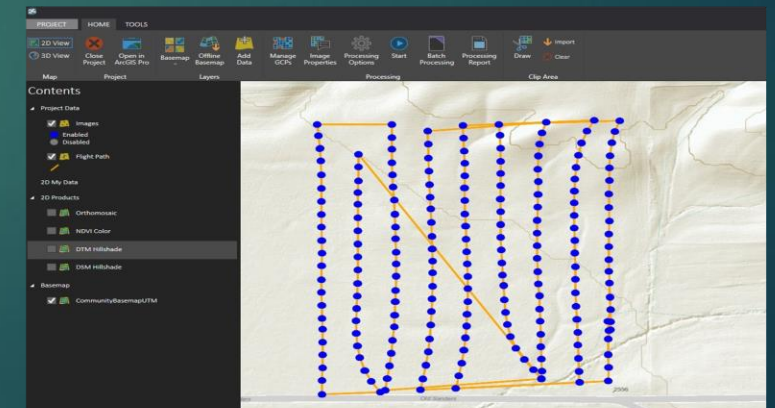 PROJECT HOME TOOLS
2D View
3D View
Close Project
Open in ArcGIS Pro
Basemap
Offline Basemap
Add Data
Manage GCPs
Image Properties
Processing Options
Start
Batch Processing
Processing Report
Draw
Import
Clear
Map Project Layers Processing Clip Area
Contents
Project Data
Images
Enabled
Disabled
Flight Path
2D My Data
2D Products
Orthomosaic
NDVI Color
DTM Hillshade
DSM Hillshade
Basemap
CommunityBasemapUTM
2996
Old Bandera